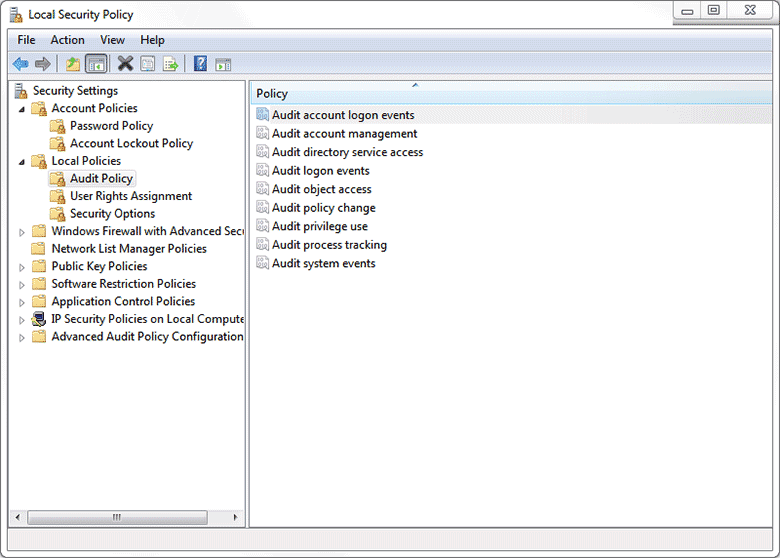 Local Security Policy
File Action View Help
Security Settings
Account Policies
Password Policy
Account Lockout Policy
Local Policies
Audit Policy
User Rights Assignment
Security Options
Windows Firewall with Advanced Secu
Network List Manager Policies
Public Key Policies
Software Restriction Policies
Application Control Policies
IP Security Policies on Local Compute
Advanced Audit Policy Configuration
Policy
Audit account logon events
Audit account management
Audit directory service access
Audit logon events
Audit object access
Audit policy change
Audit privilege use
Audit process tracking
Audit system events